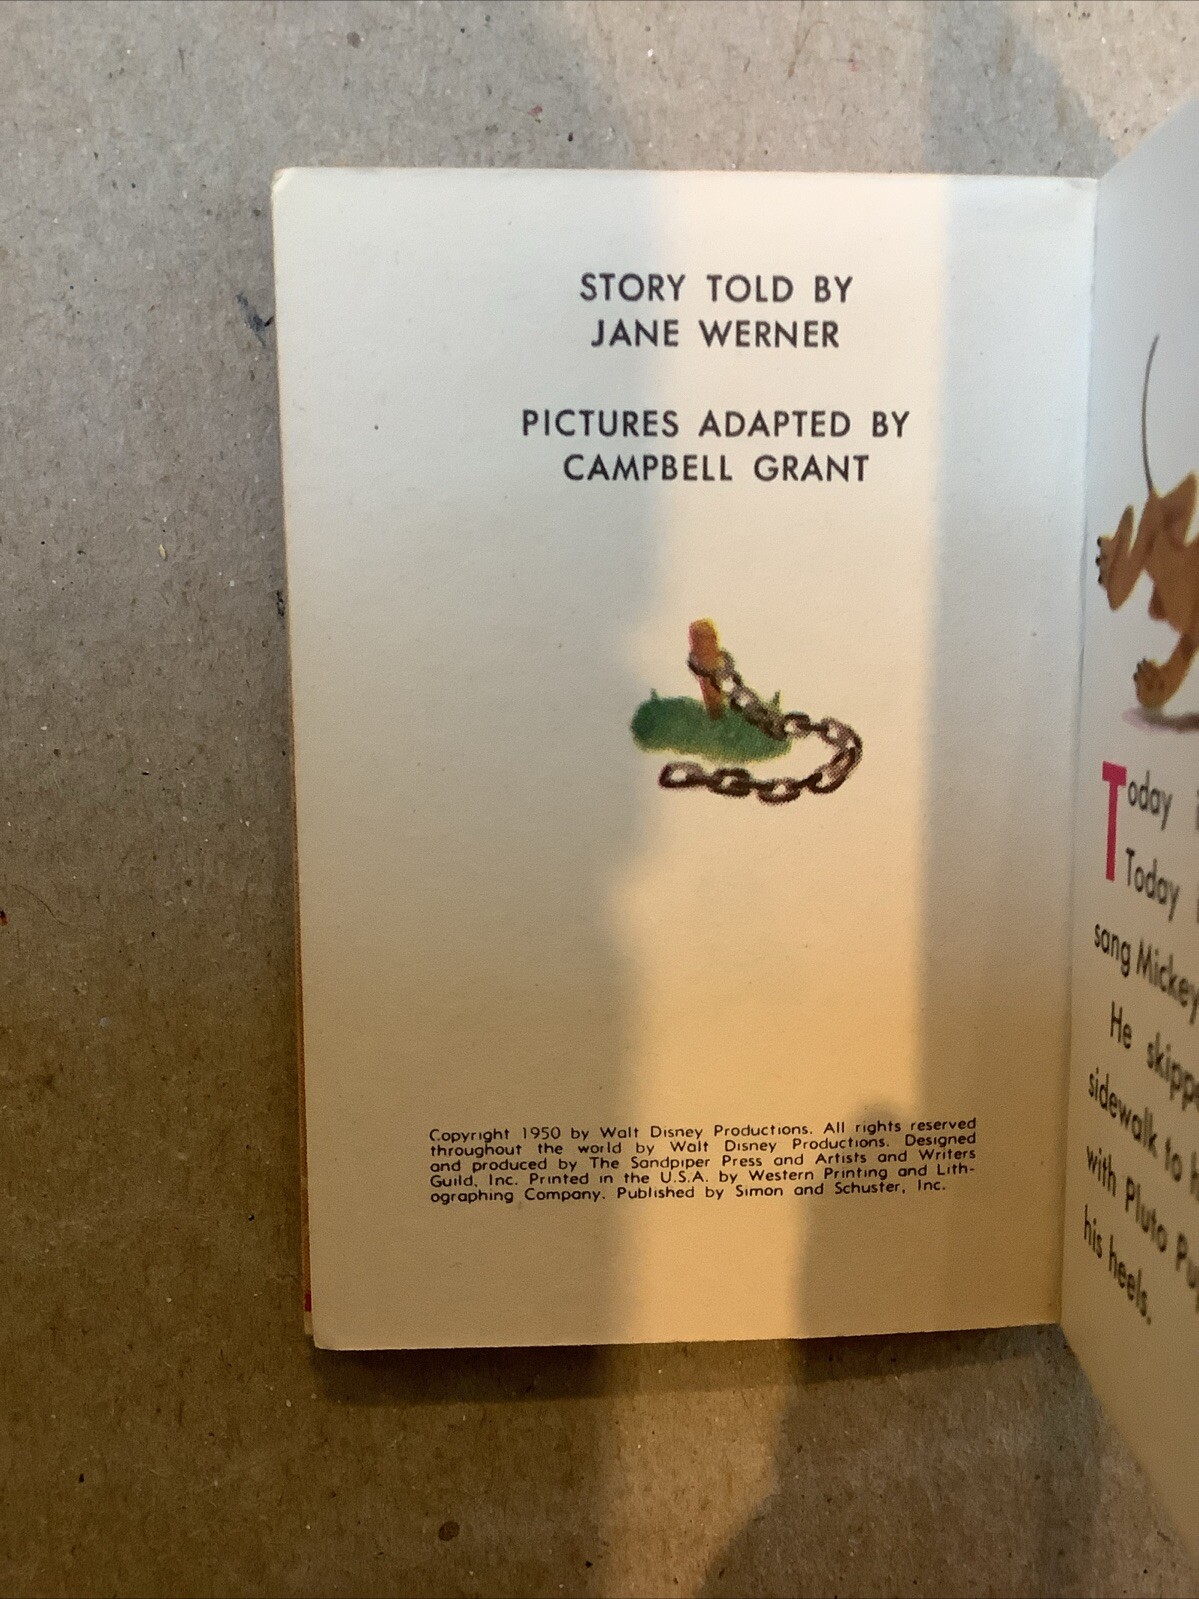 STORY TOLD BY
JANE WERNER
PICTURES ADAPTED BY
CAMPBELL GRANT
Copyright 1950 by Walt Disney Productions. All rights reserved
throughout the world by Walt Disney Productions. Designed
and produced by The Sandpiper Press and Artists and Writers
Guild, Inc. Printed in the U.S.A. by Western Printing and Lith-
ographing Company. Published by Simon and Schuster, Inc.
Today
Today
sang Mickey
He
sidewalk to
with Pluto
his heels.